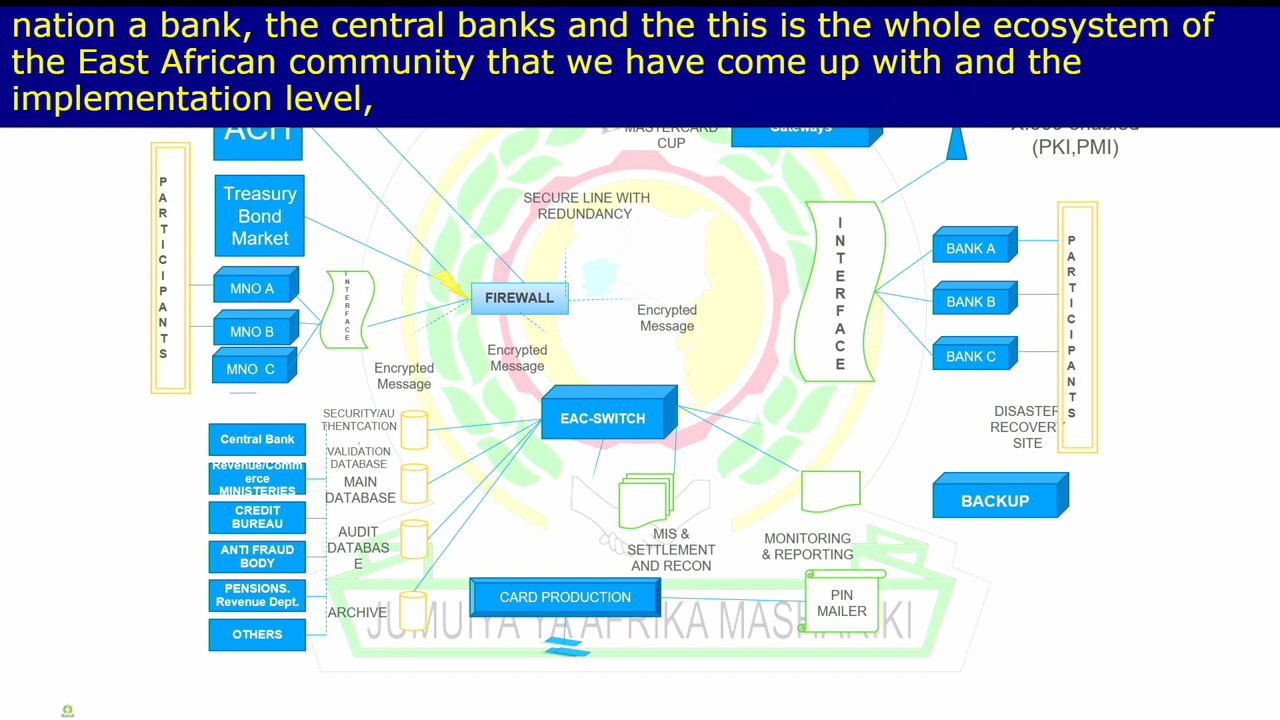 nation a bank, the central banks and the this is the whole ecosystem of
the East African community that we have come up with and the
implementation level,
ACH
MASTERCARD
CUP
Gateways
(PKI,PMI)
PARTICIPANTS
Treasury
Bond
Market
SECURE LINE WITH
REDUNDANCY
INTERFACE
BANK A
BANK B
BANK C
PARTICIPANTS
MNO A
MNO B
MNO C
INTERFACE
FIREWALL
Encrypted
Message
Encrypted
Message
Encrypted
Message
EAC-SWITCH
DISASTER
RECOVERY
SITE
BACKUP
SECURITY/AU
THENTCATION
,
VALIDATION
DATABASE
MAIN
DATABASE
AUDIT
DATABAS
E
ARCHIVE
Central Bank
Revenue/Comm
erce
MINISTERIES
CREDIT
BUREAU
ANTI FRAUD
BODY
PENSIONS.
Revenue Dept.
OTHERS
MIS &
SETTLEMENT
AND RECON
MONITORING
& REPORTING
CARD PRODUCTION
PIN
MAILER
JUMUIYA YA AFRIKA MASHARIKI